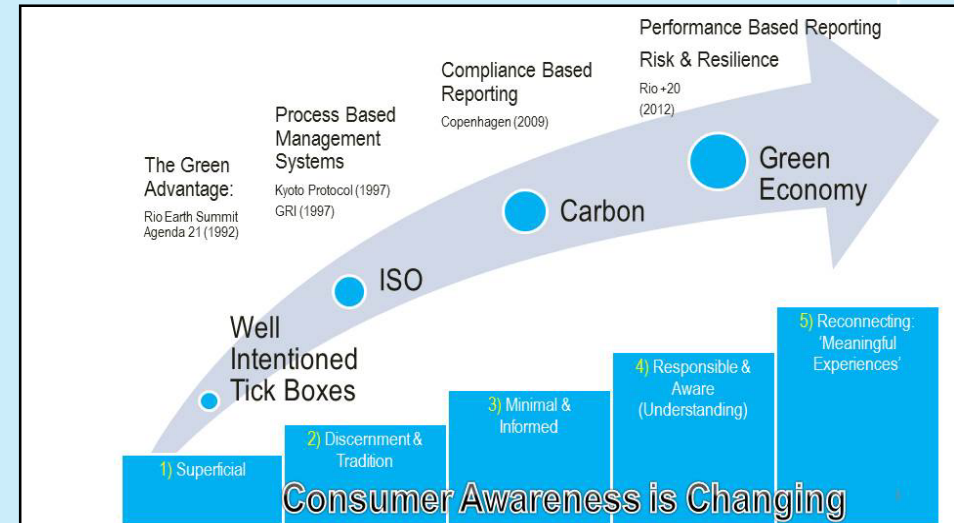 The Green
Advantage:
Rio Earth Summit
Agenda 21 (1992)
Process Based
Management
Systems
Kyoto Protocol (1997)
GRI (1997)
Compliance Based
Reporting
Copenhagen (2009)
Performance Based Reporting
Risk & Resilience
Rio +20
(2012)
Well
Intentioned
Tick Boxes
ISO
Carbon
Green
Economy
1) Superficial
2) Discernment &
Tradition
3) Minimal &
Informed
4) Responsible &
Aware
(Understanding)
5) Reconnecting:
'Meaningful
Experiences'
Consumer Awareness is Changing